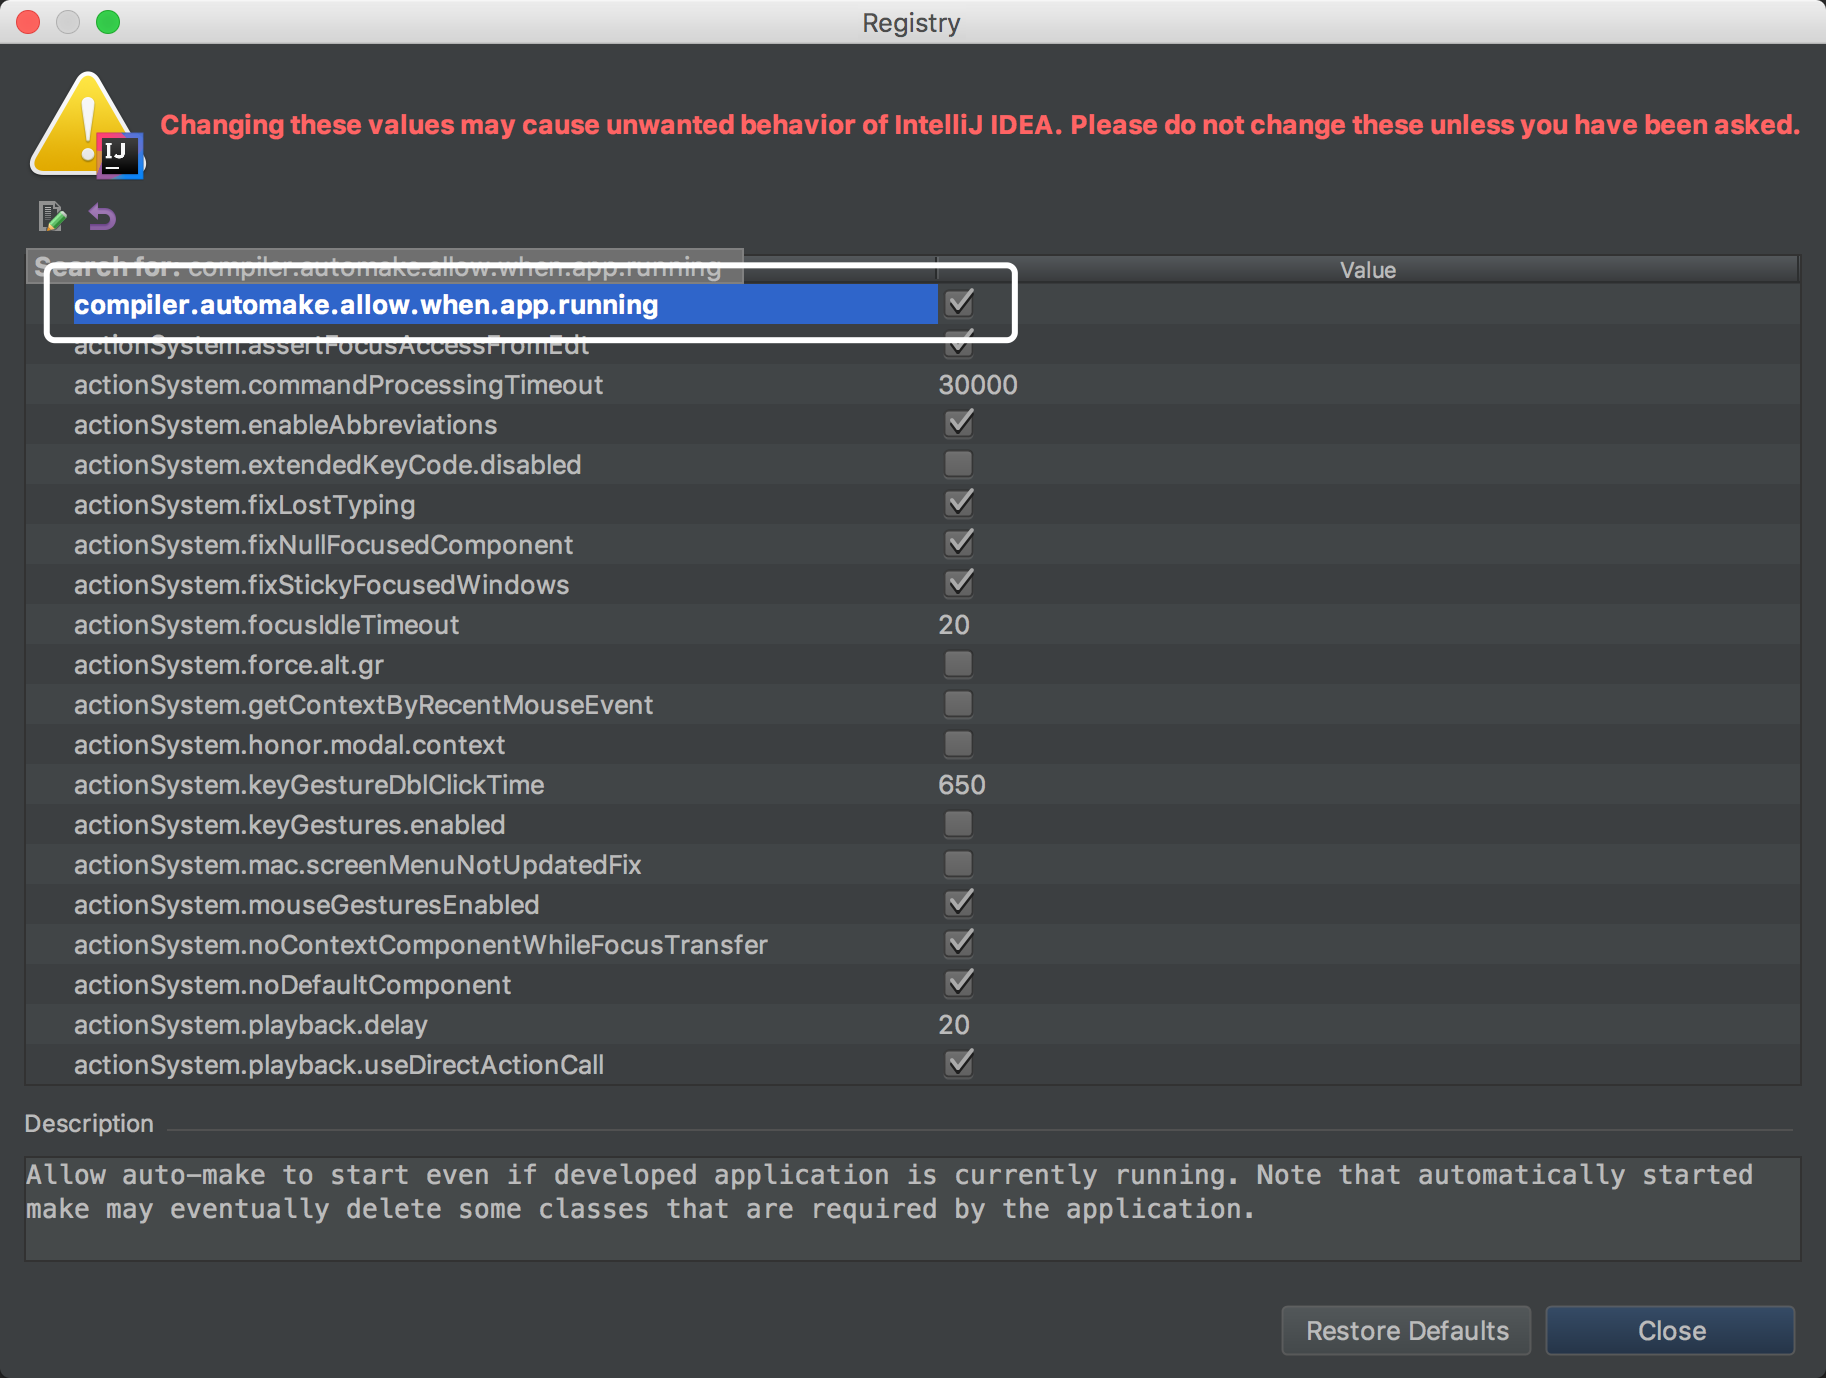 Registry
Changing these values may cause unwanted behavior of IntelliJ IDEA. Please do not change these unless you have been asked.
IJ
Search for: compiler.automake.allow.when.app.running
Value
compiler.automake.allow.when.app.running
actionSystem.assertFocusAccessFromEdt
actionSystem.commandProcessingTimeout 30000
actionSystem.enableAbbreviations
actionSystem.extendedKeyCode.disabled
actionSystem.fixLostTyping
actionSystem.fixNullFocusedComponent
actionSystem.fixStickyFocusedWindows
actionSystem.focusIdleTimeout 20
actionSystem.force.alt.gr
actionSystem.getContextByRecentMouseEvent
actionSystem.honor.modal.context
actionSystem.keyGestureDblClickTime 650
actionSystem.keyGestures.enabled
actionSystem.mac.screenMenuNotUpdatedFix
actionSystem.mouseGesturesEnabled
actionSystem.noContextComponentWhileFocusTransfer
actionSystem.noDefaultComponent
actionSystem.playback.delay 20
actionSystem.playback.useDirectActionCall
Description
Allow auto-make to start even if developed application is currently running. Note that automatically started
make may eventually delete some classes that are required by the application.
Restore Defaults Close